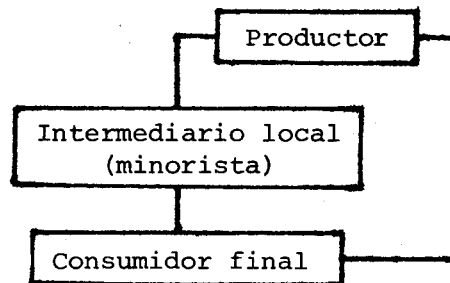 Productor
Intermediario local
(minorista)
Consumidor final